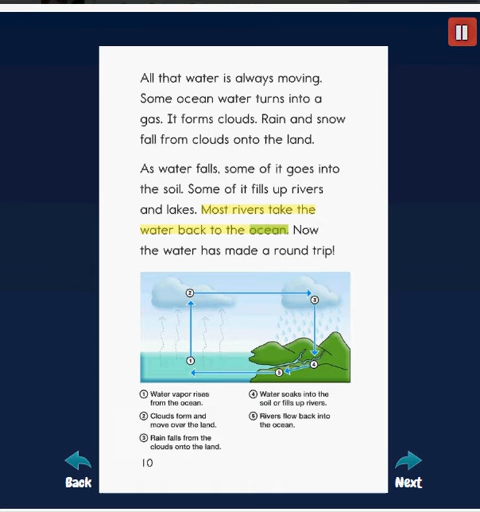 All that water is always moving.
Some ocean water turns into a
gas. It forms clouds. Rain and snow
fall from clouds onto the land.
As water falls, some of it goes into
the soil. Some of it fills up rivers
and lakes. Most rivers take the
water back to the ocean. Now
the water has made a round trip!
2
3
1
4
5
① Water vapor rises
from the ocean.
② Clouds form and
move over the land.
③ Rain falls from the
clouds onto the land.
④ Water soaks into the
soil or fills up rivers.
⑤ Rivers flow back into
the ocean.
10
Back
Next